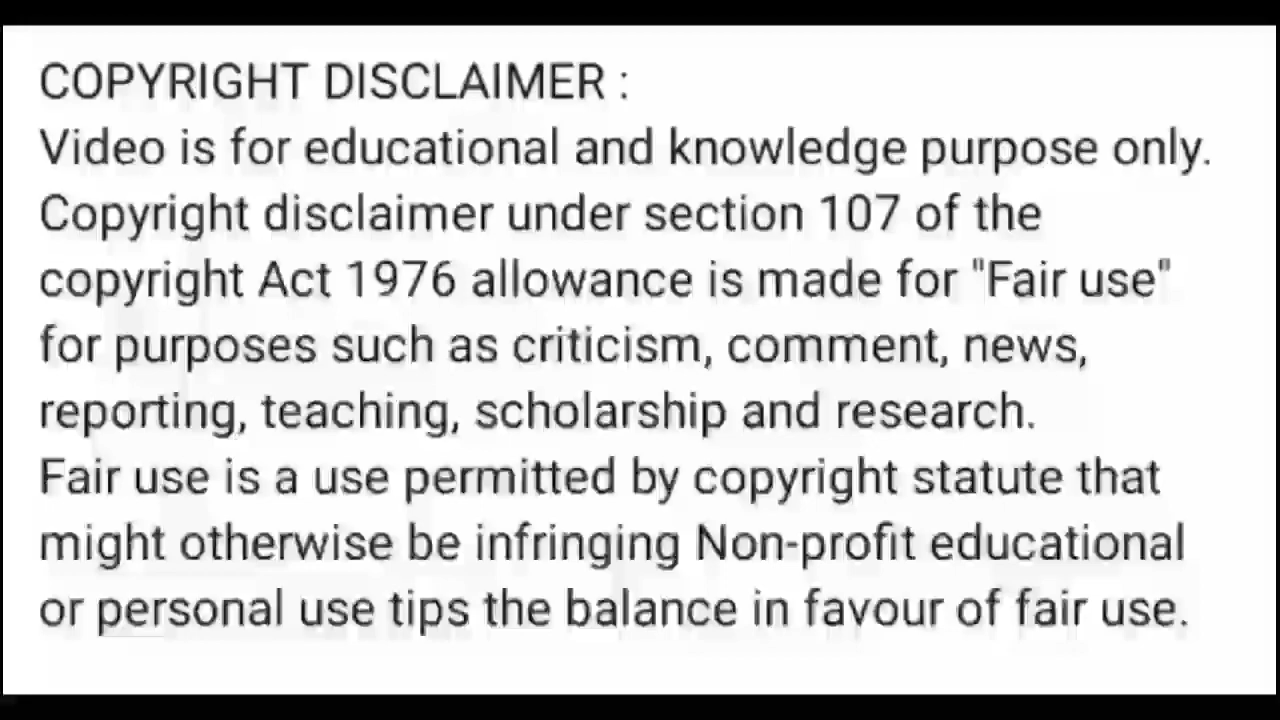 COPYRIGHT DISCLAIMER :
Video is for educational and knowledge purpose only.
Copyright disclaimer under section 107 of the
copyright Act 1976 allowance is made for "Fair use"
for purposes such as criticism, comment, news,
reporting, teaching, scholarship and research.
Fair use is a use permitted by copyright statute that
might otherwise be infringing Non-profit educational
or personal use tips the balance in favour of fair use.